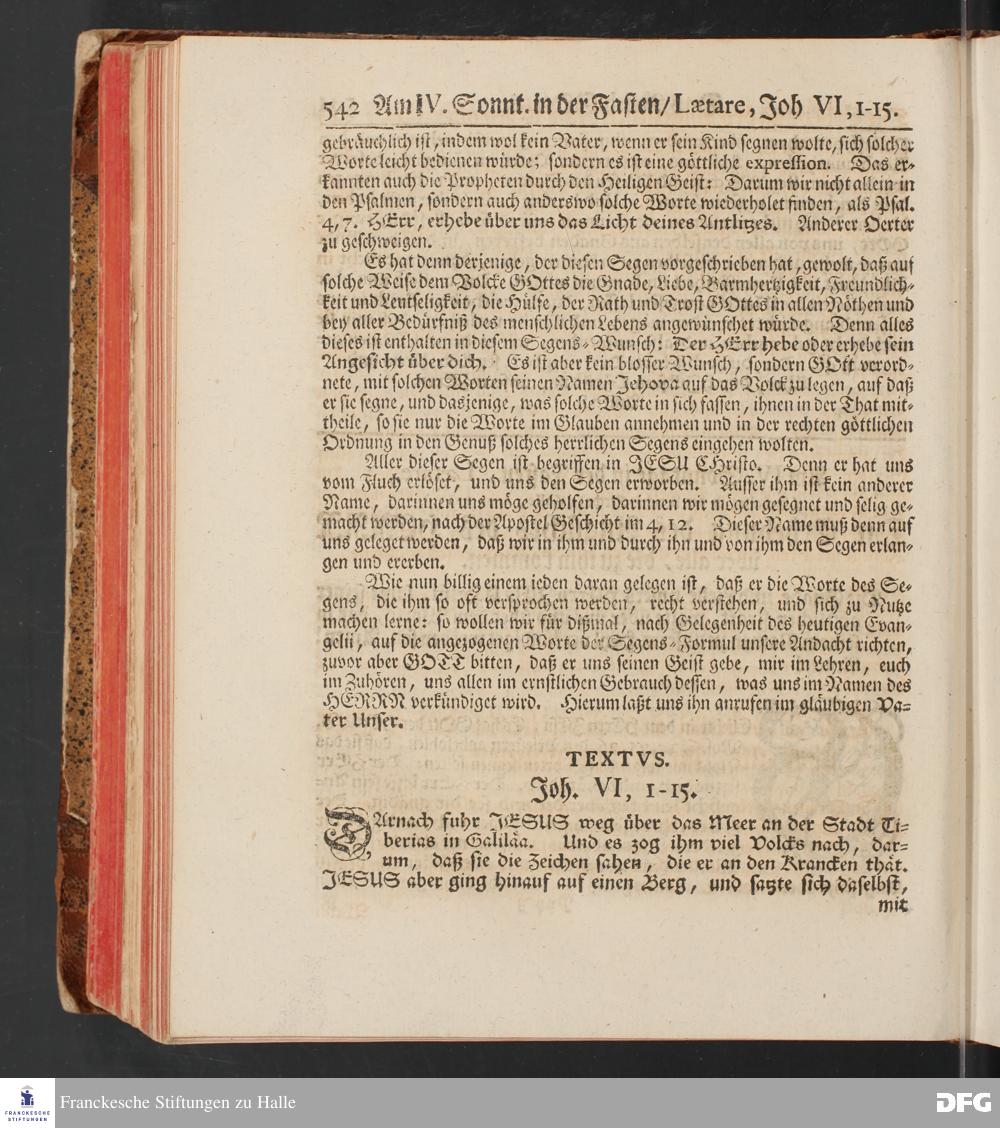 542 Am IV. Sonnt. in der Fasten/ Lætare, Joh VI, 1-15.
gebräuchlich ist, indem wol kein Vater, wenn er sein Kind segnen wolte, sich solcher
Worte leicht bedienen würde; sondern es ist eine göttliche expression. Das er-
kannten auch die Propheten durch den Heiligen Geist: Darum wir nicht allein in
den Psalmen, sondern auch anderswo solche Worte wiederholet finden, als Psal.
4, 7. HErr, erhebe über uns das Licht deines Antlitzes. Anderer Oerter
zu geschweigen.
Es hat denn derjenige, der diesen Segen vorgeschrieben hat, gewolt, daß auf
solche Weise dem Volcke GOttes die Gnade, Liebe, Barmhertzigkeit, Freundlich-
keit und Leutseligkeit, die Hülfe, der Rath und Trost GOttes in allen Nöthen und
bey aller Bedürfniß des menschlichen Lebens angewünschet würde. Denn alles
dieses ist enthalten in diesem Segens-Wunsch: Der HErr hebe oder erhebe sein
Angesicht über dich. Es ist aber kein blosser Wunsch, sondern GOtt verord-
nete, mit solchen Worten seinen Namen Jehova auf das Volck zu legen, auf daß
er sie segne, und dasjenige, was solche Worte in sich fassen, ihnen in der That mit-
theile, so sie nur die Worte im Glauben annehmen und in der rechten göttlichen
Ordnung in den Genuß solches herrlichen Segens eingehen wolten.
Aller dieser Segen ist begriffen in JESU CHristo. Denn er hat uns
vom Fluch erlöset, und uns den Segen erworben. Ausser ihm ist kein anderer
Name, darinnen uns möge geholfen, darinnen wir mögen gesegnet und selig ge-
macht werden, nach der Apostel Geschicht im 4, 12. Dieser Name muß denn auf
uns geleget werden, daß wir in ihm und durch ihn und von ihm den Segen erlan-
gen und ererben.
Wie nun billig einem ieden daran gelegen ist, daß er die Worte des Se-
gens, die ihm so oft versprochen werden, recht verstehen, und sich zu Nutze
machen lerne: so wollen wir für dißmal, nach Gelegenheit des heutigen Evan-
gelii, auf die angezogenen Worte der Segens-Formul unsere Andacht richten,
zuvor aber GOTT bitten, daß er uns seinen Geist gebe, mir im Lehren, euch
im Zuhören, uns allen im ernstlichen Gebrauch dessen, was uns im Namen des
HERRN verkündiget wird. Hierum laßt uns ihn anrufen im gläubigen Va-
ter Unser.
TEXTVS.
Joh. VI, 1-15.
DArnach fuhr JESUS weg über das Meer an der Stadt Ti-
berias in Galiläa. Und es zog ihm viel Volcks nach, dar-
um, daß sie die Zeichen sahen, die er an den Krancken thät.
JESUS aber ging hinauf auf einen Berg, und satzte sich daselbst,
mit
FRANCKESCHE
STIFTUNGEN
Franckesche Stiftungen zu Halle
DFG